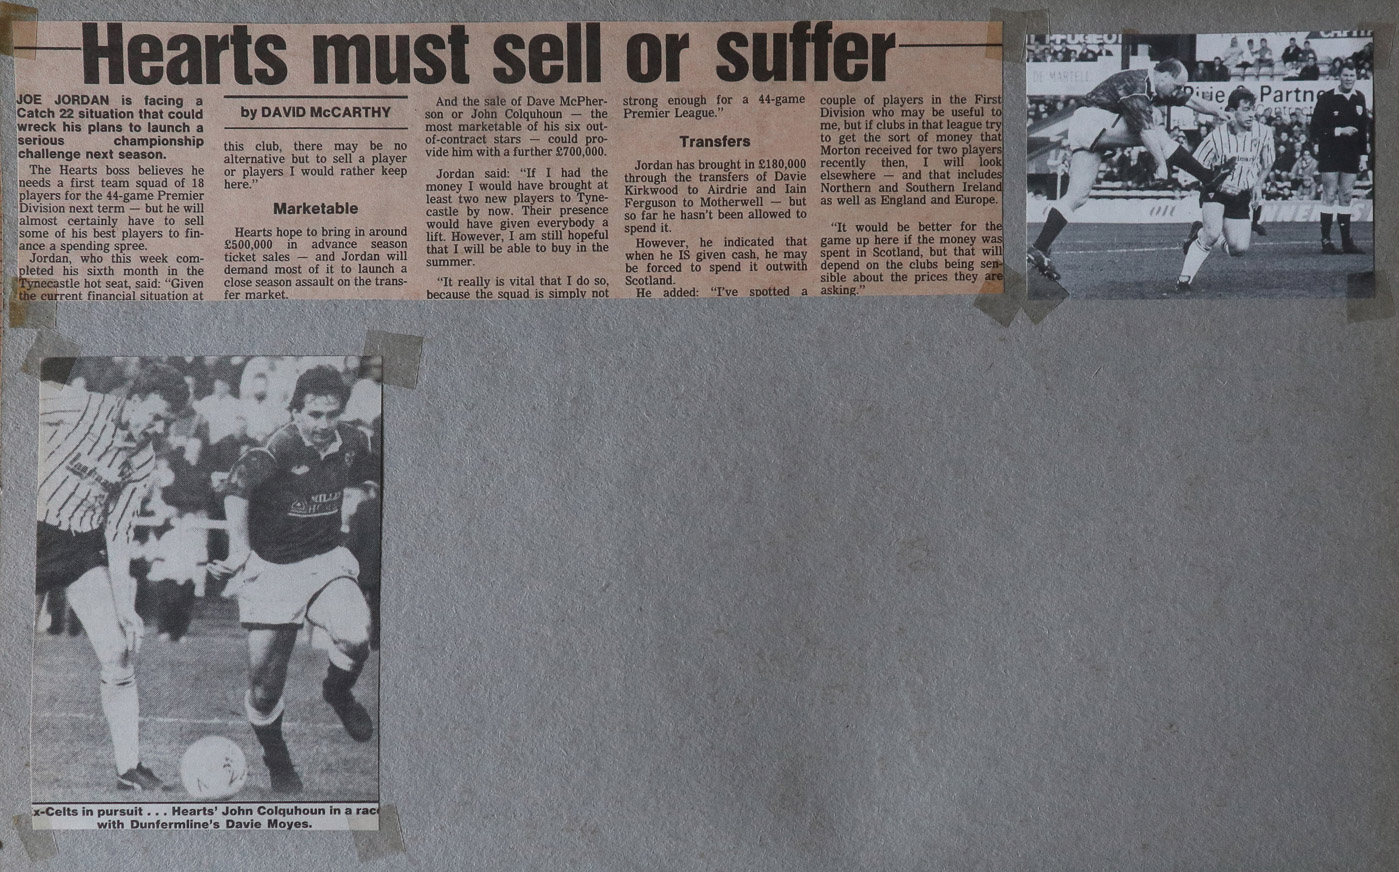 Hearts must sell or suffer
JOE JORDAN is facing a
Catch 22 situation that could
wreck his plans to launch a
serious championship
challenge next season.
The Hearts boss believes he
needs a first team squad of 18
players for the 44-game Premier
Division next term — but he will
almost certainly have to sell
some of his best players to fin-
ance a spending spree.
Jordan, who this week com-
pleted his sixth month in the
Tynecastle hot seat, said: “Given
the current financial situation at
by DAVID McCARTHY
this club, there may be no
alternative but to sell a player
or players I would rather keep
here.”
Marketable
Hearts hope to bring in around
£500,000 in advance season
ticket sales — and Jordan will
demand most of it to launch a
close season assault on the trans-
fer market.
And the sale of Dave McPher-
son or John Colquhoun — the
most marketable of his six out-
of-contract stars — could pro-
vide him with a further £700,000.
Jordan said: “If I had the
money I would have brought at
least two new players to Tyne-
castle by now. Their presence
would have given everybody a
lift. However, I am still hopeful
that I will be able to buy in the
summer.
“It really is vital that I do so,
because the squad is simply not
strong enough for a 44-game
Premier League.”
Transfers
Jordan has brought in £180,000
through the transfers of Davie
Kirkwood to Airdrie and Iain
Ferguson to Motherwell — but
so far he hasn’t been allowed to
spend it.
However, he indicated that
when he IS given cash, he may
be forced to spend it outwith
Scotland.
He added: “I’ve spotted a
couple of players in the First
Division who may be useful to
me, but if clubs in that league try
to get the sort of money that
Morton received for two players
recently then, I will look
elsewhere — and that includes
Northern and Southern Ireland
as well as England and Europe.
“It would be better for the
game up here if the money was
spent in Scotland, but that will
depend on the clubs being sen-
sible about the prices they are
asking.”
PEUGEOT
DE MARTELL
Pirie & Partne
MILLE
x-Celts in pursuit . . . Hearts’ John Colquhoun in a race
with Dunfermline’s Davie Moyes.